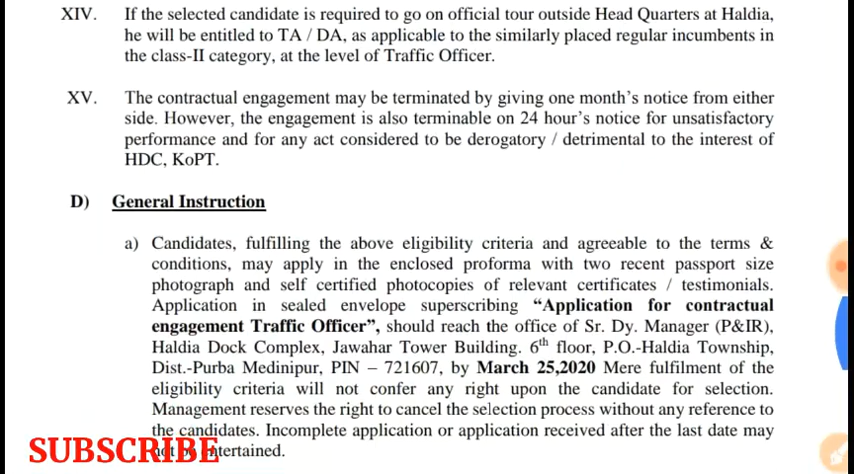 XIV. If the selected candidate is required to go on official tour outside Head Quarters at Haldia,
he will be entitled to TA / DA, as applicable to the similarly placed regular incumbents in
the class-II category, at the level of Traffic Officer.
XV. The contractual engagement may be terminated by giving one month's notice from either
side. However, the engagement is also terminable on 24 hour's notice for unsatisfactory
performance and for any act considered to be derogatory / detrimental to the interest of
HDC, KoPT.
D) General Instruction
a) Candidates, fulfilling the above eligibility criteria and agreeable to the terms &
conditions, may apply in the enclosed proforma with two recent passport size
photograph and self certified photocopies of relevant certificates / testimonials.
Application in sealed envelope superscribing “Application for contractual
engagement Traffic Officer”, should reach the office of Sr. Dy. Manager (P&IR),
Haldia Dock Complex, Jawahar Tower Building. 6th floor, P.O.-Haldia Township,
Dist.-Purba Medinipur, PIN – 721607, by March 25,2020 Mere fulfilment of the
eligibility criteria will not confer any right upon the candidate for selection.
Management reserves the right to cancel the selection process without any reference to
the candidates. Incomplete application or application received after the last date may
tertained.
SUBSCRIBE